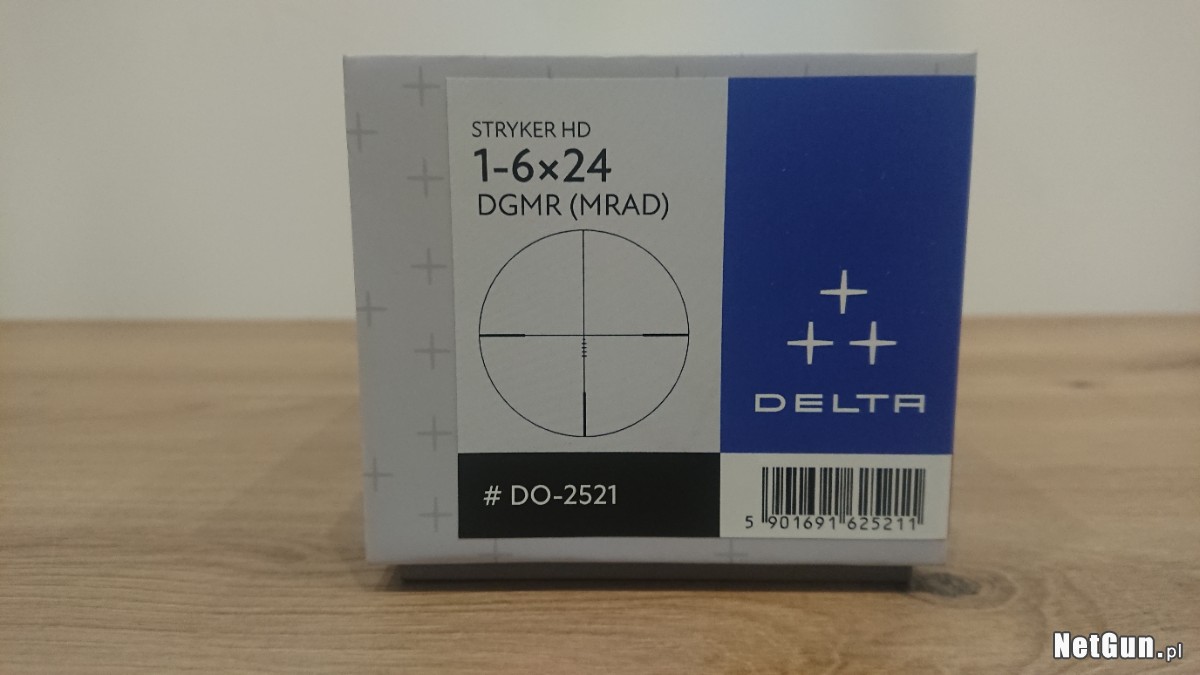 STRYKER HD
1-6×24
DGMR (MRAD)
DELTA
# DO-2521
5 901691 625211
NetGun.pl